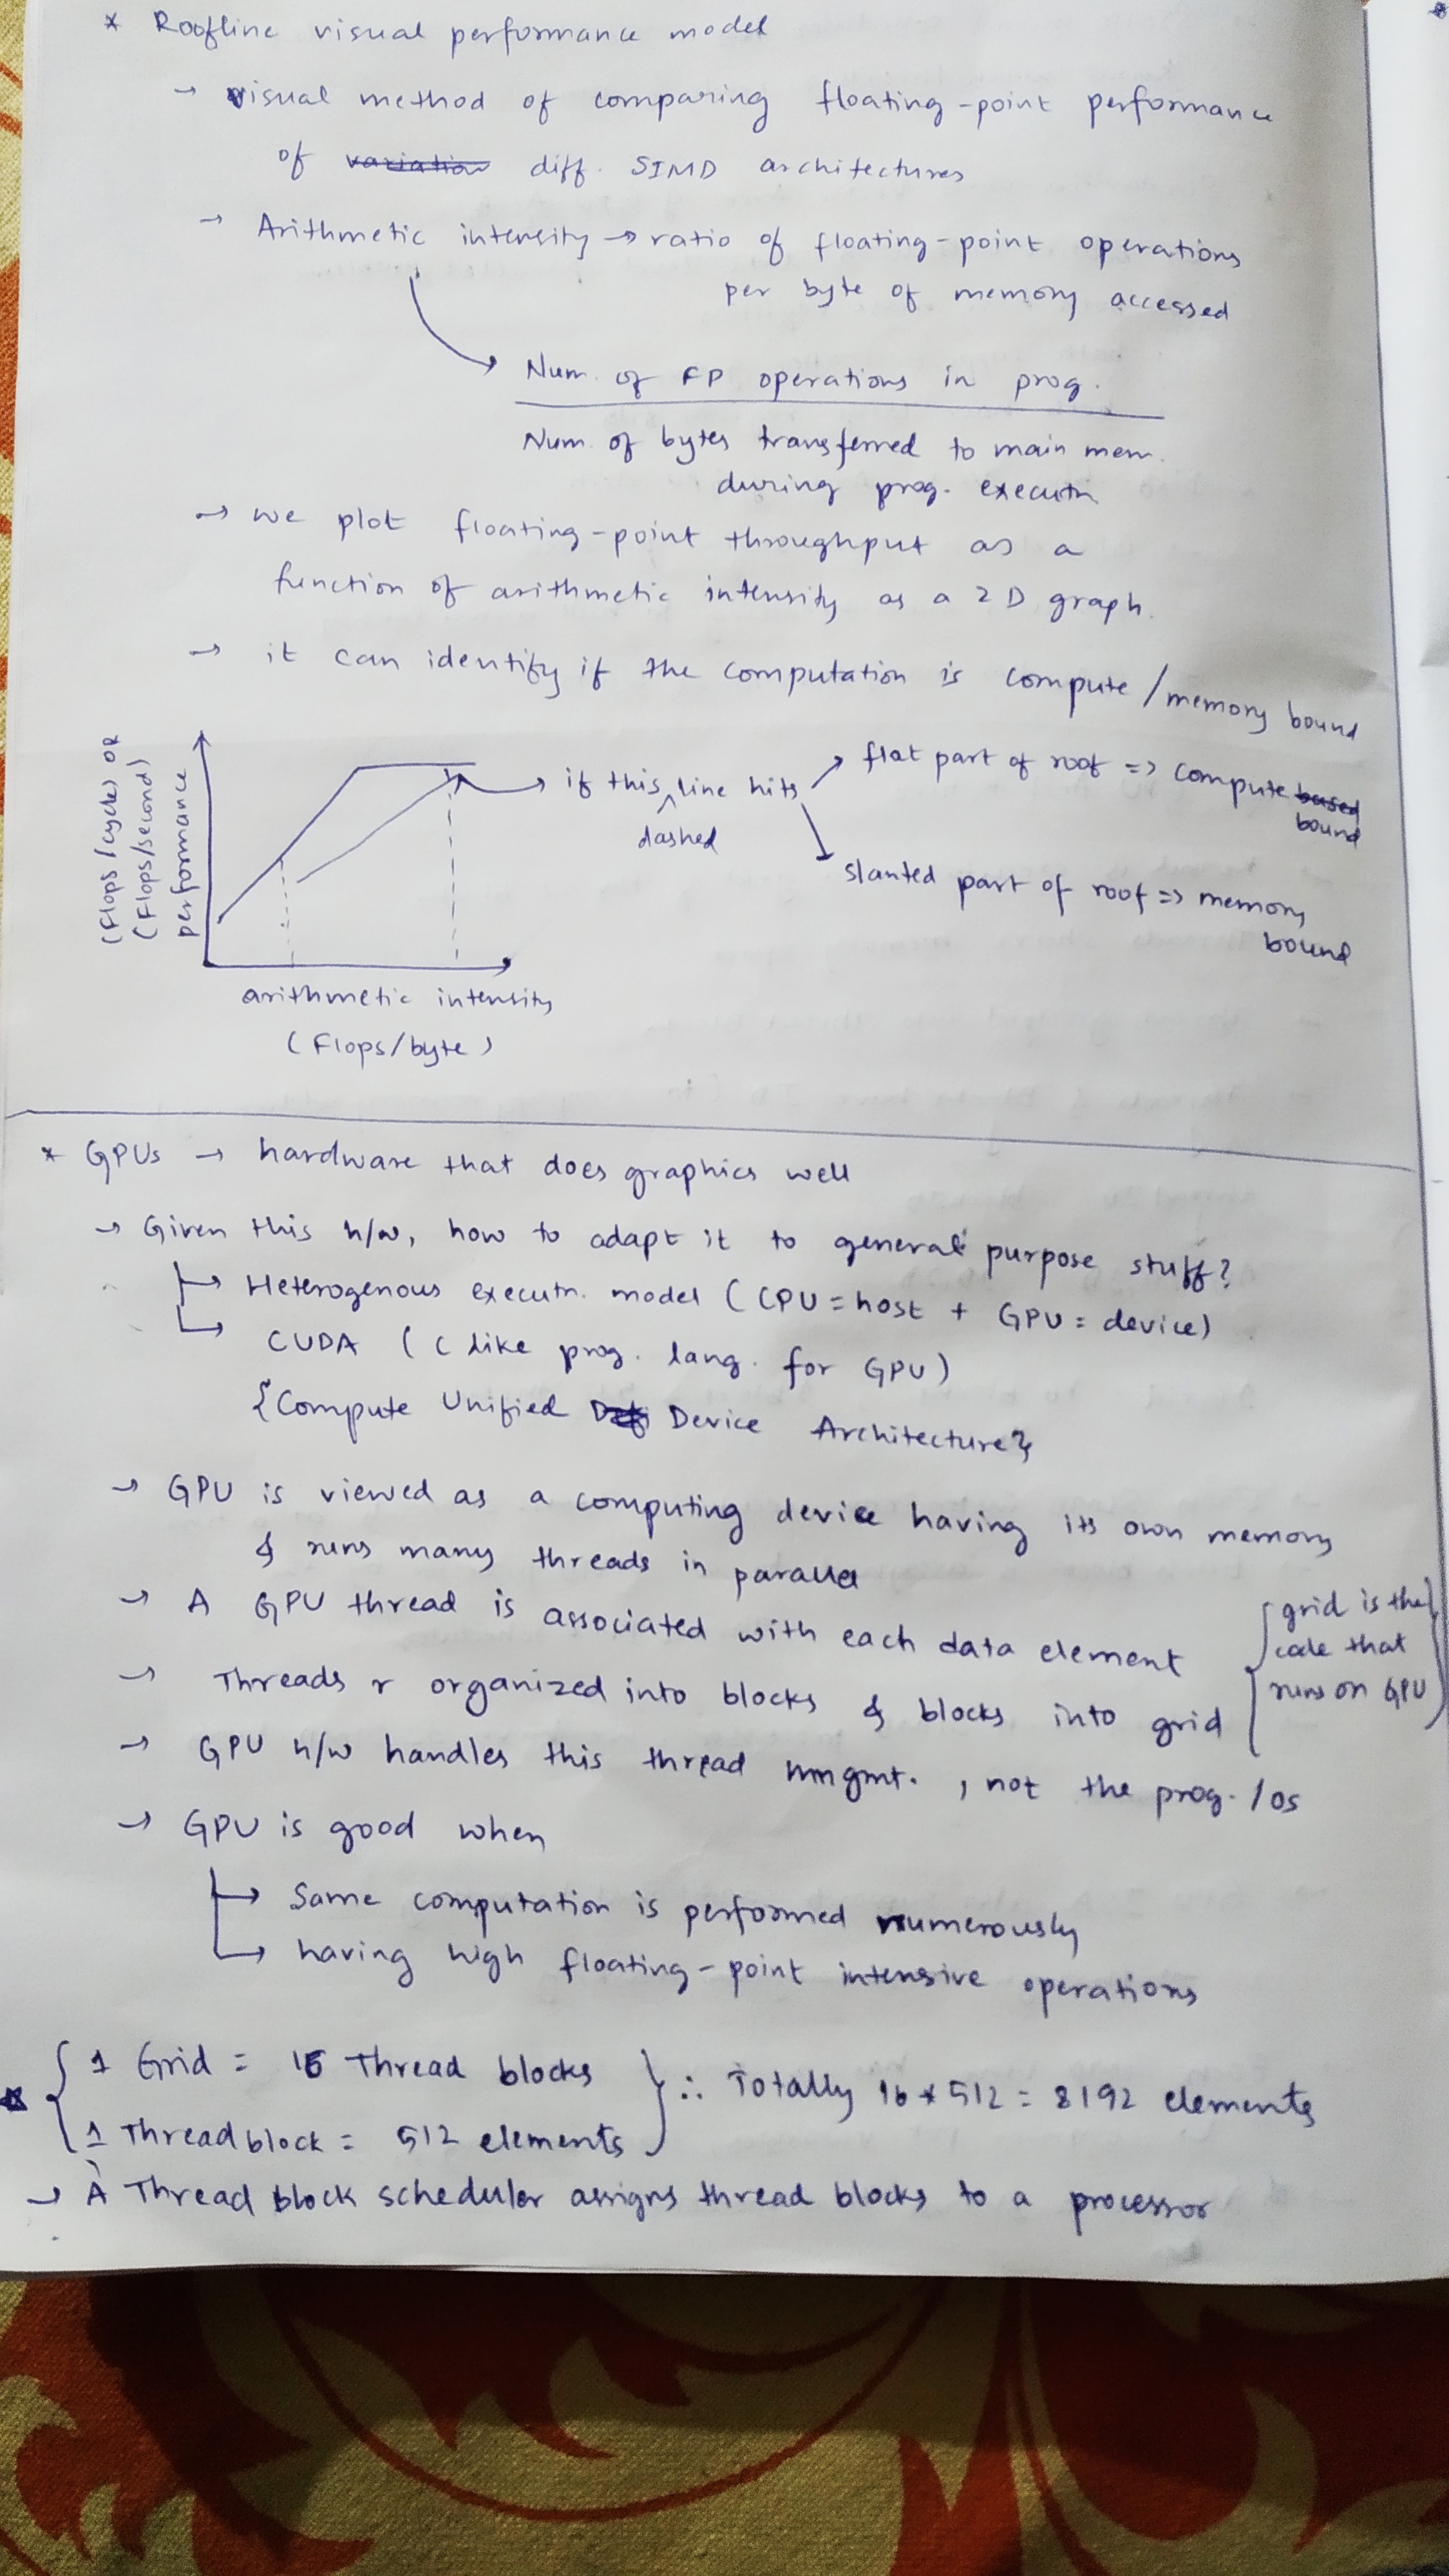 * Roofline visual performance model
→ visual method of comparing floating-point performance
of variation diff. SIMD architectures
→ Arithmetic intensity → ratio of floating-point operations
per byte of memory accessed
Num. of FP operations in prog.
Num. of bytes transferred to main mem.
during prog. executn
→ we plot floating-point throughput as a
function of arithmetic intensity as a 2D graph.
→ it can identify if the computation is compute/memory bound
(Flops/cycle) OR
(Flops/second)
performance
→ if this dashed line hits
flat part of roof => compute based
bound
slanted part of roof => memory
bound
arithmetic intensity
(Flops/byte)
* GPUs → hardware that does graphics well
→ Given this h/w, how to adapt it to general purpose stuff?
→ Heterogenous executn. model (CPU = host + GPU = device)
→ CUDA (C like prog. lang. for GPU)
{Compute Unified Device Architecture}
→ GPU is viewed as a computing device having its own memory
& runs many threads in parallel
→ A GPU thread is associated with each data element
→ Threads r organized into blocks & blocks into grid
{grid is the
code that
runs on GPU}
→ GPU h/w handles this thread mngmt., not the prog./OS
→ GPU is good when
→ Same computation is performed numerously
→ having high floating-point intensive operations
{ 1 Grid = 16 Thread blocks
1 Thread block = 512 elements } ∴ Totally 16 * 512 = 8192 elements
→ A Thread block scheduler assigns thread blocks to a processor